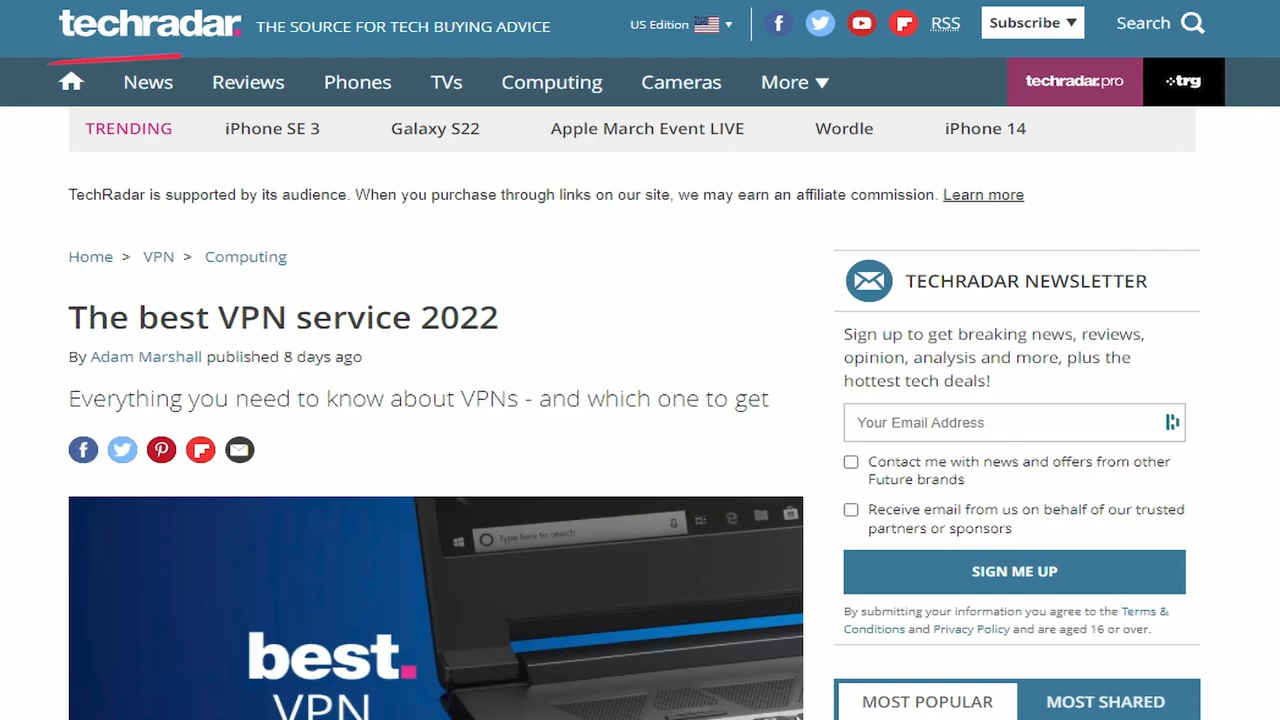 techradar.
THE SOURCE FOR TECH BUYING ADVICE
US Edition
RSS
Subscribe ▼
Search
News
Reviews
Phones
TVs
Computing
Cameras
More ▼
techradar.pro
trg
TRENDING
iPhone SE 3
Galaxy S22
Apple March Event LIVE
Wordle
iPhone 14
TechRadar is supported by its audience. When you purchase through links on our site, we may earn an affiliate commission. Learn more
Home > VPN > Computing
The best VPN service 2022
By Adam Marshall published 8 days ago
Everything you need to know about VPNs - and which one to get
Type here to search
best.
VPN
TECHRADAR NEWSLETTER
Sign up to get breaking news, reviews,
opinion, analysis and more, plus the
hottest tech deals!
Your Email Address
Contact me with news and offers from other
Future brands
Receive email from us on behalf of our trusted
partners or sponsors
SIGN ME UP
By submitting your information you agree to the Terms &
Conditions and Privacy Policy and are aged 16 or over.
MOST POPULAR
MOST SHARED